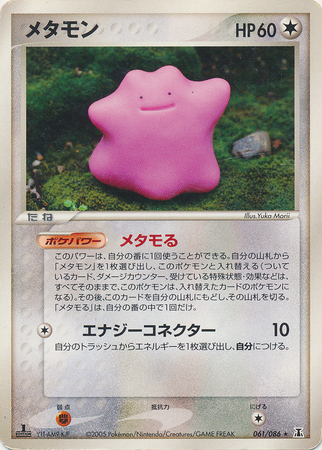 メタモン HP60
たね
Illus.Yuka Morii
ポケパワー メタモる
このパワーは、自分の番に1回使うことができる。自分の山札から
「メタモン」を1枚選び出し、このポケモンと入れ替える（ついて
いるカード、ダメージカウンター、受けている特殊状態・効果などは、
すべてそのままで、このポケモンは、入れ替えたカードのポケモンにな
る）。その後、このカードを自分の山札にもどし、その山札を切る。
「メタモる」は、自分の番の中で1回だけ。
エナジーコネクター 10
自分のトラッシュからエネルギーを1枚選び出し、自分につける。
弱点 抵抗力 にげる
1 EDITION
©2005 Pokémon/Nintendo/Creatures/GAME FREAK
061/086 ★